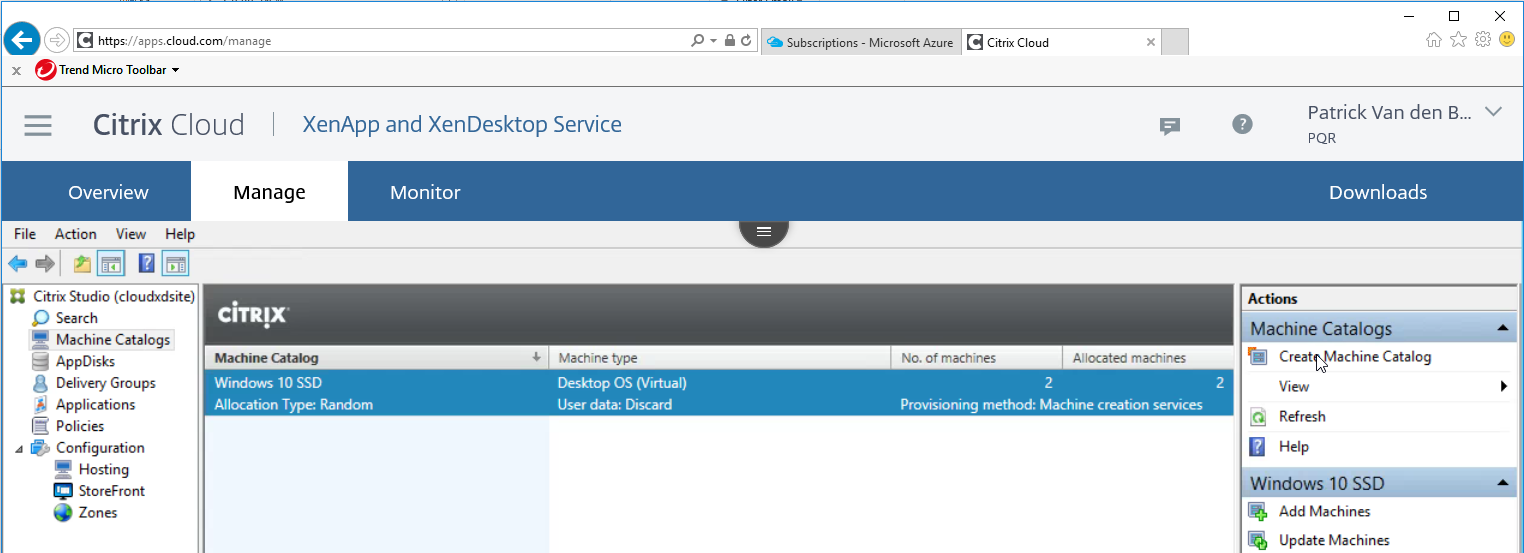 https://apps.cloud.com/manage
Subscriptions - Microsoft Azure
Citrix Cloud
x Trend Micro Toolbar
Citrix Cloud | XenApp and XenDesktop Service
Patrick Van den B...
PQR
Overview Manage Monitor Downloads
File Action View Help
Citrix Studio (cloudxdsite)
Search
Machine Catalogs
AppDisks
Delivery Groups
Applications
Policies
Configuration
Hosting
StoreFront
Zones
CITRIX
Machine Catalog Machine type No. of machines Allocated machines
Windows 10 SSD Desktop OS (Virtual) 2 2
Allocation Type: Random User data: Discard Provisioning method: Machine creation services
Actions
Machine Catalogs
Create Machine Catalog
View
Refresh
Help
Windows 10 SSD
Add Machines
Update Machines